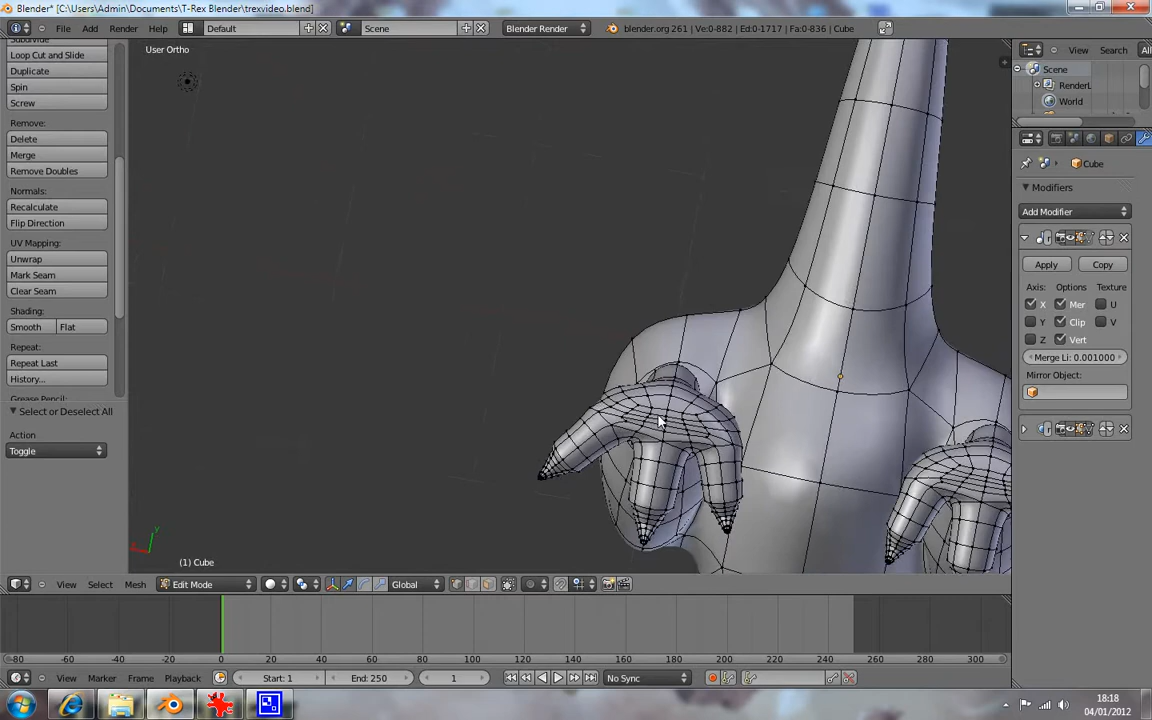 Blender* [C:\Users\Admin\Documents\T-Rex Blender\trexvideo.blend]
File Add Render Help Default Scene Blender Render blender.org 261 | Ve:0-882 | Ed:0-1717 | Fa:0-836 | Cube
User Ortho
Subdivide
Loop Cut and Slide
Duplicate
Spin
Screw
Remove:
Delete
Merge
Remove Doubles
Normals:
Recalculate
Flip Direction
UV Mapping:
Unwrap
Mark Seam
Clear Seam
Shading:
Smooth Flat
Repeat:
Repeat Last
History...
Grease Pencil:
Select or Deselect All
Action
Toggle
Y
(1) Cube
View Select Mesh Edit Mode Global
View Search All
Scene
RenderL
World
Cube
Modifiers
Add Modifier
Apply Copy
Axis: Options: Texture
X Mer U
Y Clip V
Z Vert
Merge Li: 0.001000
Mirror Object:
-80 -60 -40 -20 0 20 40 60 80 100 120 140 160 180 200 220 240 260 280 300
View Marker Frame Playback Start: 1 End: 250 1 No Sync
18:18
04/01/2012